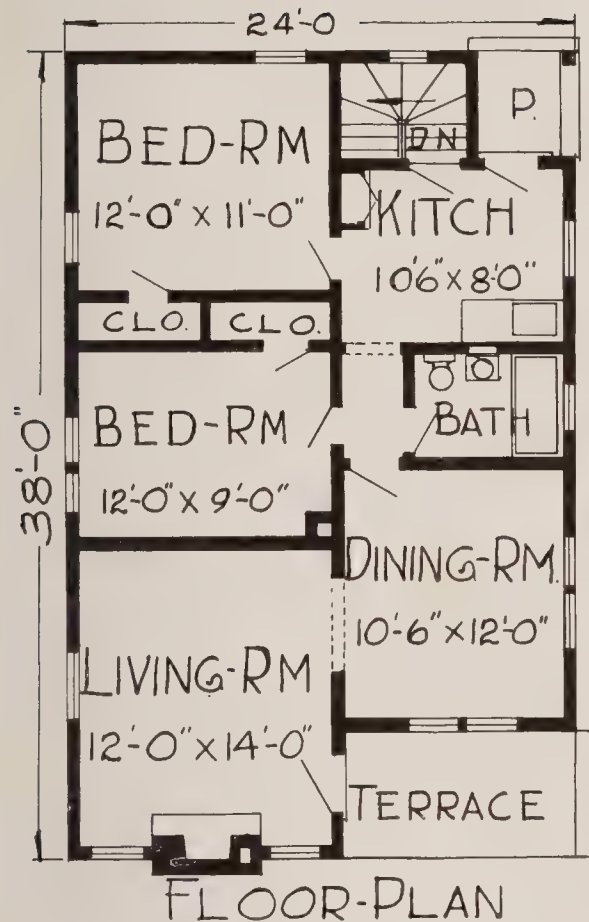 24'-0
P.
BED-RM
12'-0" X 11'-0"
DN
KITCH
10'6" X 8'-0"
CLO.
CLO.
BED-RM
12'-0" X 9'-0"
BATH
38'-0"
DINING-RM.
10'-6" X 12'-0"
LIVING-RM
12'-0" X 14'-0"
TERRACE
FLOOR-PLAN